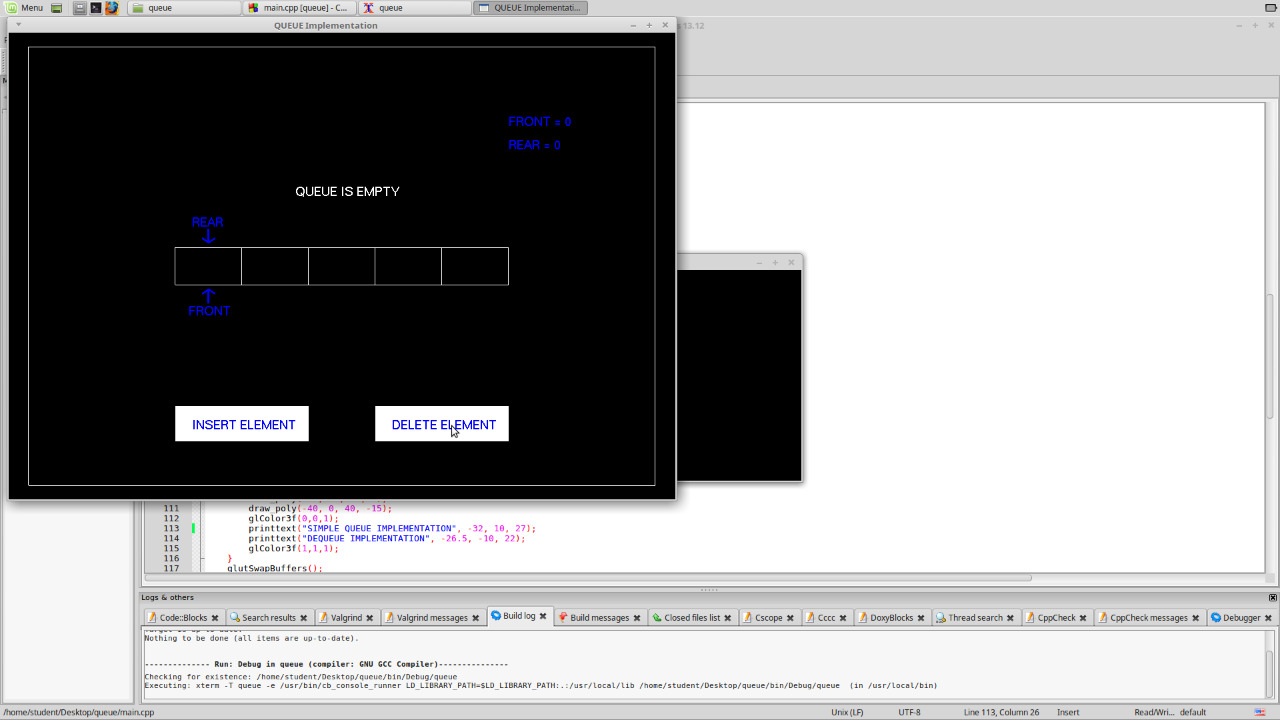 Menu
queue
main.cpp [queue] - C...
queue
QUEUE Implementati...
QUEUE Implementation
13.12
FRONT = 0
REAR = 0
QUEUE IS EMPTY
REAR
FRONT
INSERT ELEMENT
DELETE ELEMENT
111 draw_poly(-40, 0, 40, -15);
112 glColor3f(0,0,1);
113 printtext("SIMPLE QUEUE IMPLEMENTATION", -32, 10, 27);
114 printtext("DEQUEUE IMPLEMENTATION", -26.5, -10, 22);
115 glColor3f(1,1,1);
116 }
117 glutSwapBuffers();
Logs & others
Code::Blocks
Search results
Valgrind
Valgrind messages
Build log
Build messages
Closed files list
Cscope
Cccc
DoxyBlocks
Thread search
CppCheck
CppCheck messages
Debugger
Nothing to be done (all items are up-to-date).
-------------- Run: Debug in queue (compiler: GNU GCC Compiler)---------------
Checking for existence: /home/student/Desktop/queue/bin/Debug/queue
Executing: xterm -T queue -e /usr/bin/cb_console_runner LD_LIBRARY_PATH=$LD_LIBRARY_PATH:.:/usr/local/lib /home/student/Desktop/queue/bin/Debug/queue  (in /usr/local/bin)
/home/student/Desktop/queue/main.cpp
Unix (LF)
UTF-8
Line 113, Column 26
Insert
Read/Wri...
default